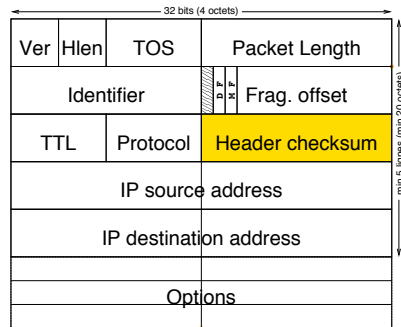 32 bits (4 octets)
Ver Hlen TOS Packet Length
Identifier D F M F Frag. offset
TTL Protocol Header checksum
IP source address
IP destination address
Options
min 5 lignes (min 20 octets)